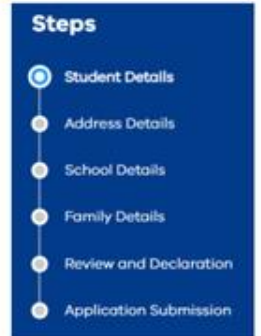 Steps
Student Details
Address Details
School Details
Family Details
Review and Declaration
Application Submission